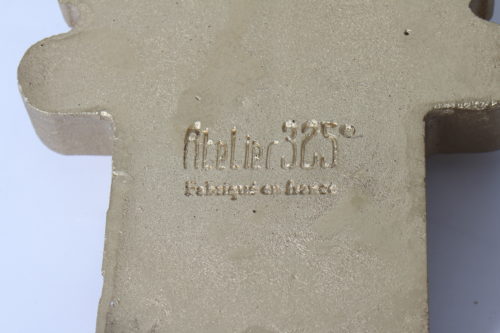 Atelier 325°
Fabriqué en france